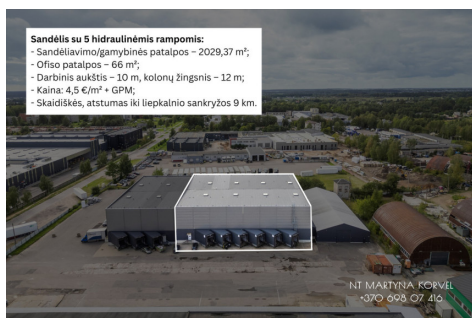 Sandėlis su 5 hidraulinėmis rampomis:
- Sandėliavimo/gamybinės patalpos – 2029,37 m²;
- Ofiso patalpos – 66 m²;
- Darbinis aukštis – 10 m, kolonų žingsnis – 12 m;
- Kaina: 4,5 €/m² + GPM;
- Skaidiškės, atstumas iki liepkalnio sankryžos 9 km.
NT MARTYNA KORVEL
+370 698 07 416